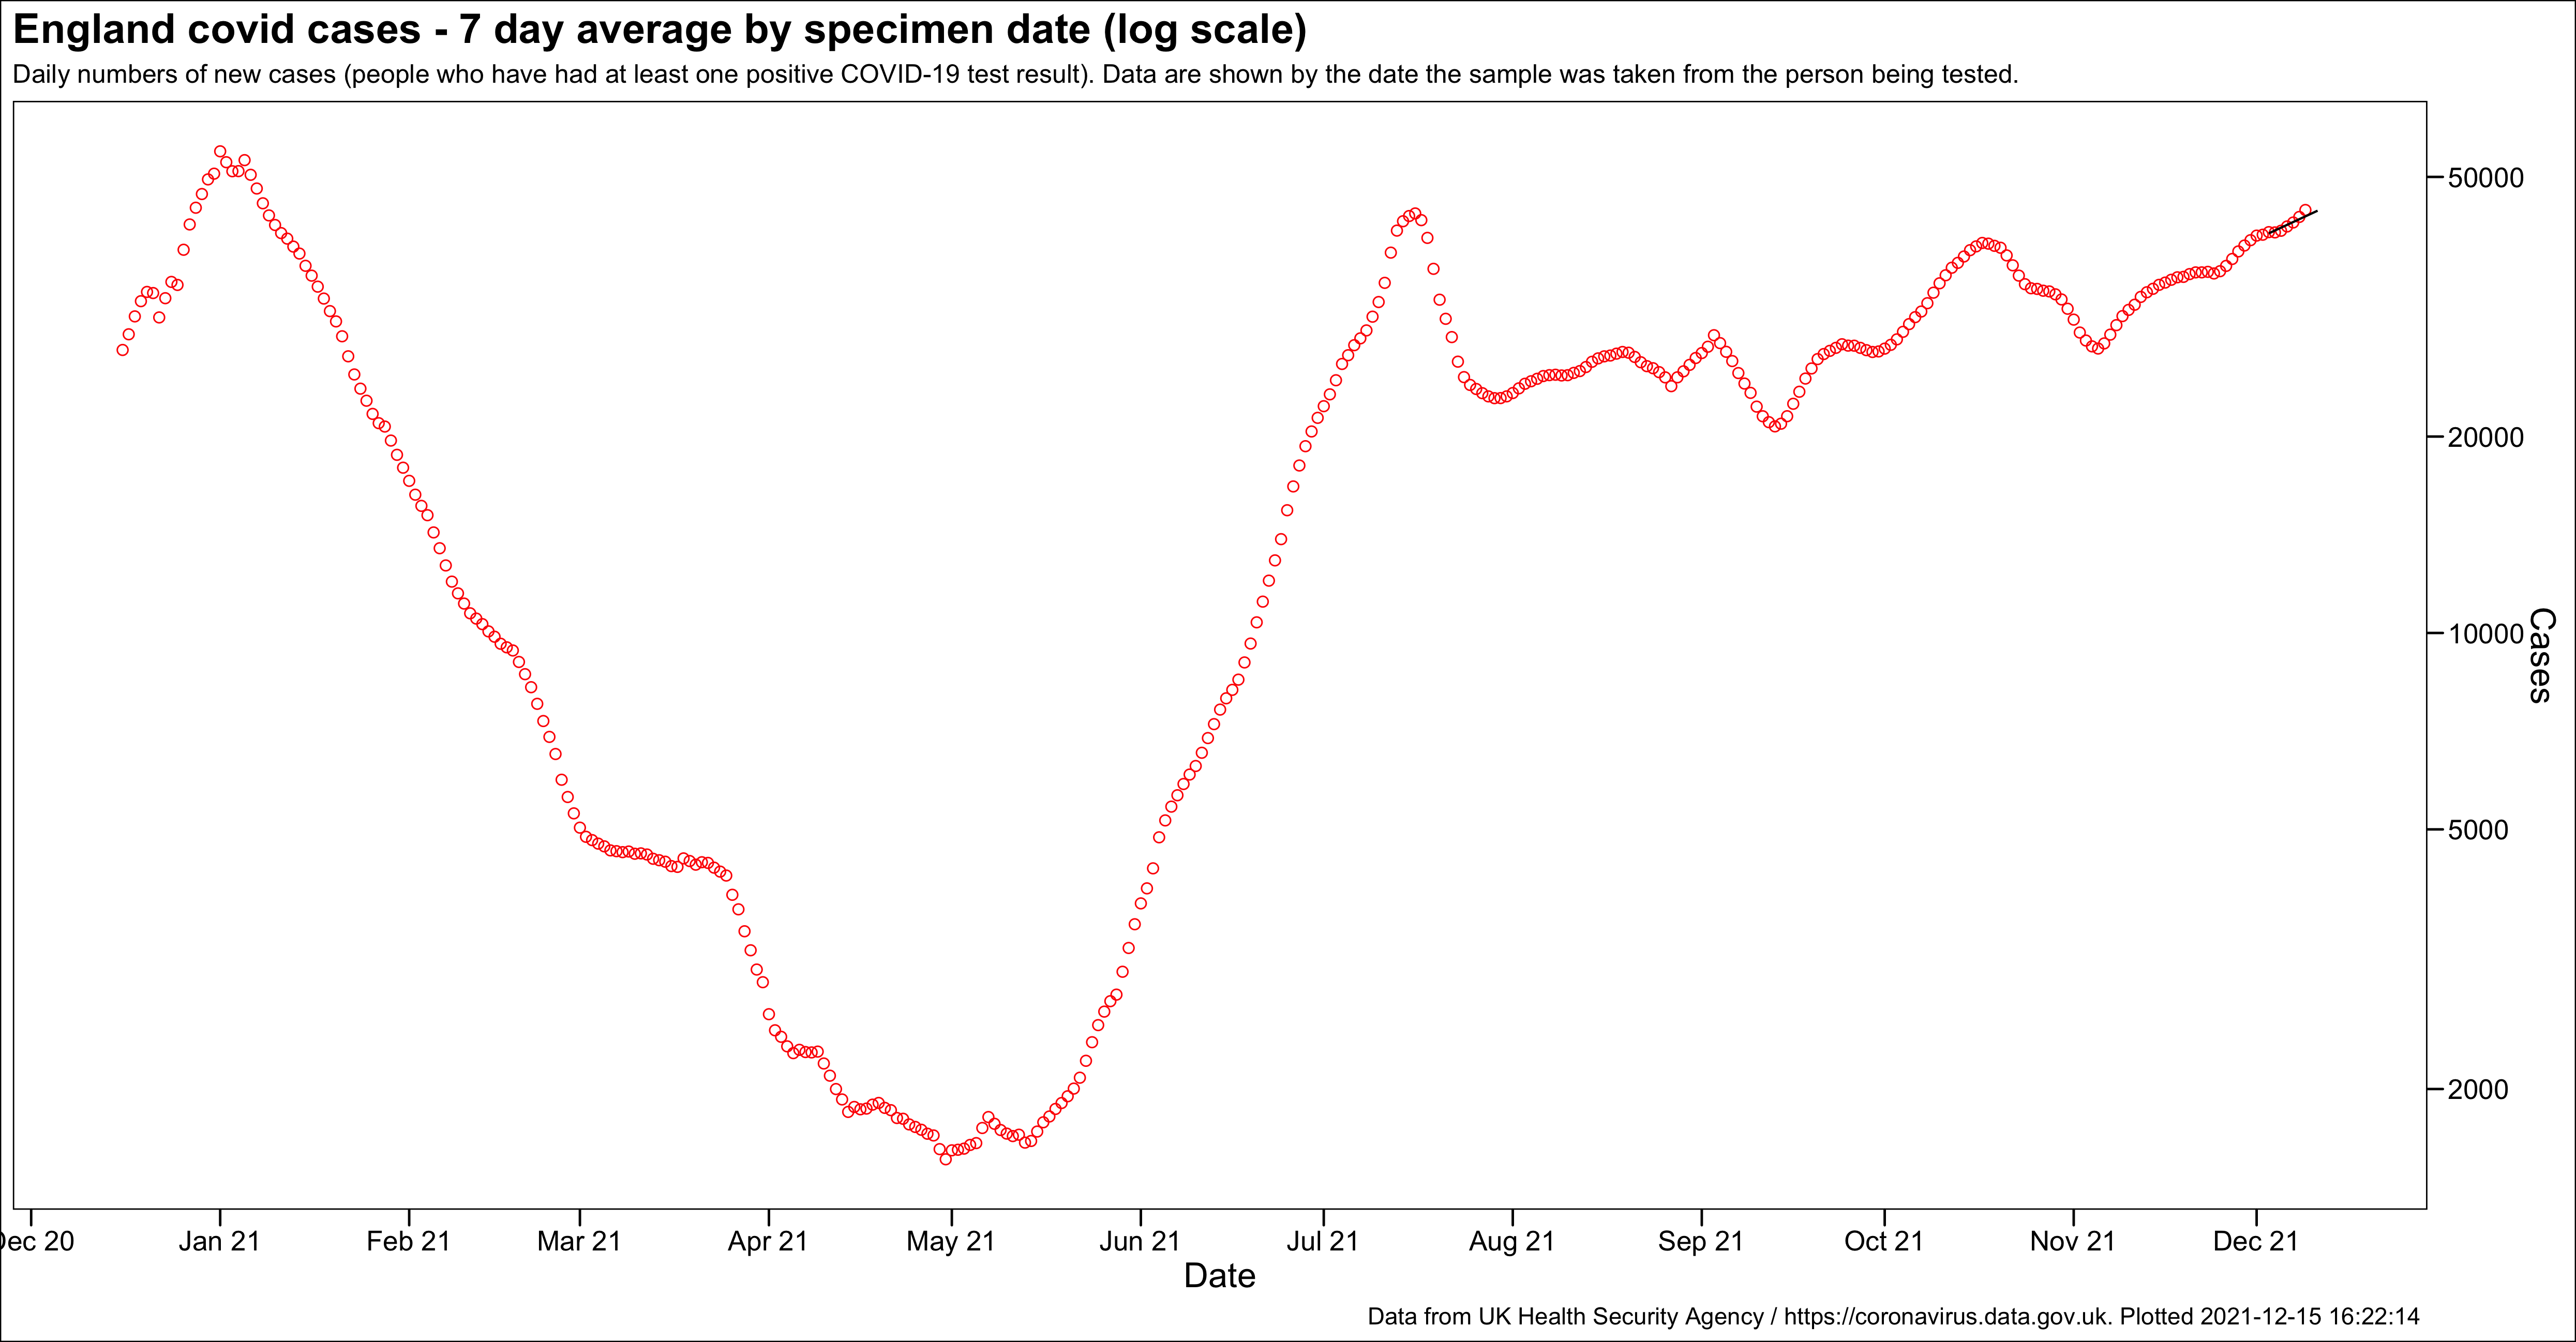 England covid cases - 7 day average by specimen date (log scale)
Daily numbers of new cases (people who have had at least one positive COVID-19 test result). Data are shown by the date the sample was taken from the person being tested.
50000
20000
10000
5000
2000
Cases
Dec 20 Jan 21 Feb 21 Mar 21 Apr 21 May 21 Jun 21 Jul 21 Aug 21 Sep 21 Oct 21 Nov 21 Dec 21
Date
Data from UK Health Security Agency / https://coronavirus.data.gov.uk. Plotted 2021-12-15 16:22:14